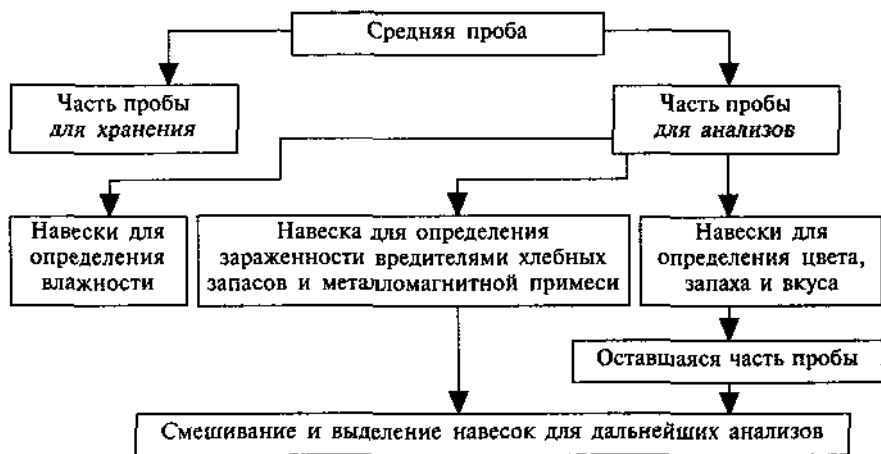 Средняя проба
Часть пробы
для хранения
Часть пробы
для анализов
Навески для
определения
влажности
Навеска для определения
зараженности вредителями хлебных
запасов и металломагнитной примеси
Навески для
определения цвета,
запаха и вкуса
Оставшаяся часть пробы
Смешивание и выделение навесок для дальнейших анализов